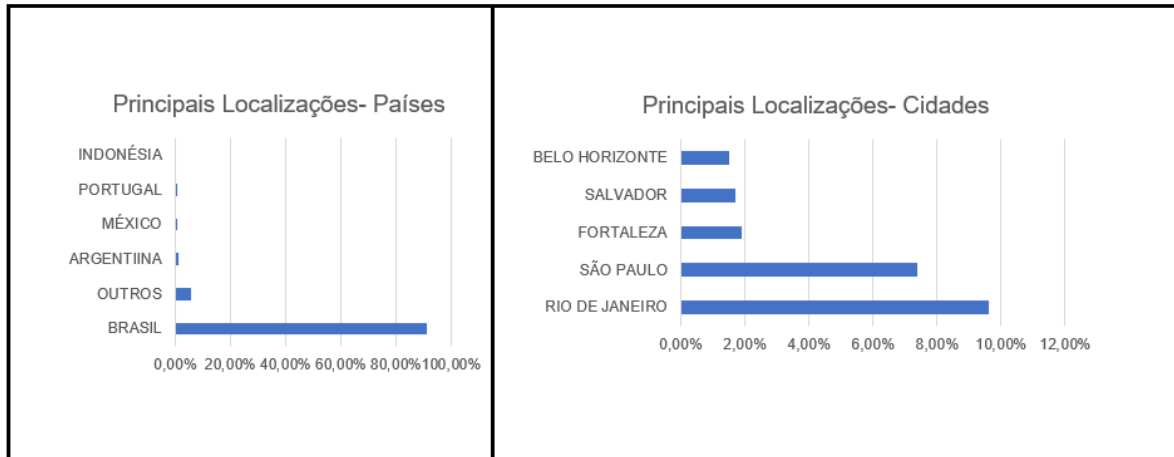 Principais Localizações- Países
INDONÉSIA
PORTUGAL
MÉXICO
ARGENTIINA
OUTROS
BRASIL
0,00% 20,00% 40,00% 60,00% 80,00% 100,00%
Principais Localizações- Cidades
BELO HORIZONTE
SALVADOR
FORTALEZA
SÃO PAULO
RIO DE JANEIRO
0,00% 2,00% 4,00% 6,00% 8,00% 10,00% 12,00%